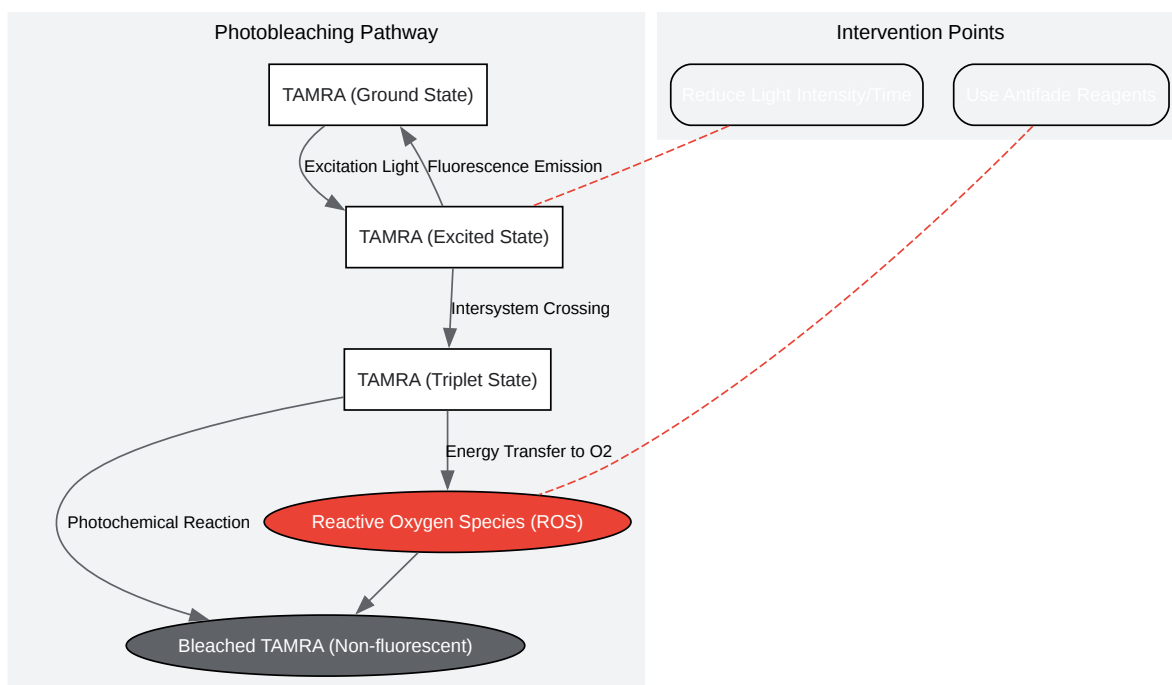 Photobleaching Pathway
Intervention Points
TAMRA (Ground State)
Reduce Light Intensity/Time
Use Antifade Reagents
Excitation Light
Fluorescence Emission
TAMRA (Excited State)
Intersystem Crossing
TAMRA (Triplet State)
Energy Transfer to O2
Photochemical Reaction
Reactive Oxygen Species (ROS)
Bleached TAMRA (Non-fluorescent)